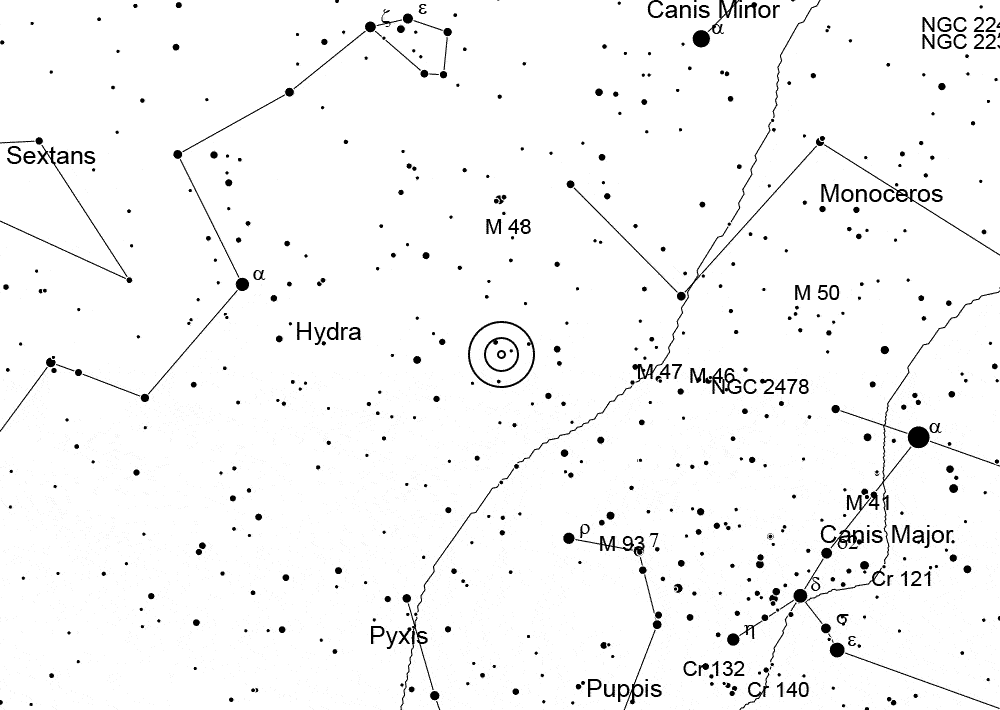 ζ
ε
Canis Minor
α
NGC 224
NGC 223
Sextans
Monoceros
M 48
α
M 50
Hydra
M 47
M 46
NGC 2478
α
M 41
ρ
M 93
Canis Major
δ
Cr 121
η
σ
ε
Pyxis
Cr 132
Puppis
Cr 140